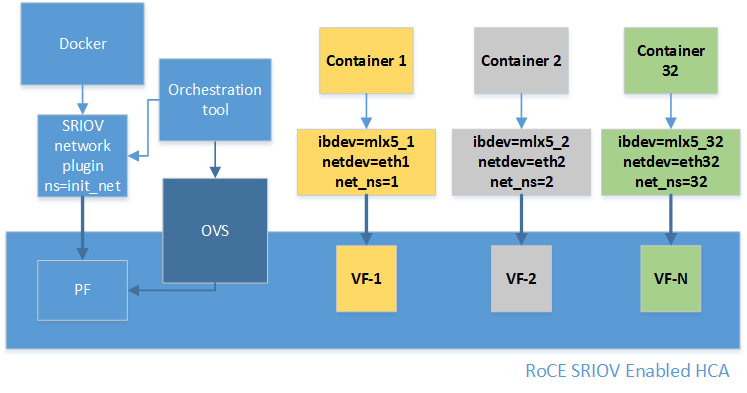 Docker
Orchestration
tool
SRIOV
network
plugin
ns=init_net
OVS
PF
Container 1
ibdev=mlx5_1
netdev=eth1
net_ns=1
VF-1
Container 2
ibdev=mlx5_2
netdev=eth2
net_ns=2
VF-2
Container
32
ibdev=mlx5_32
netdev=eth32
net_ns=32
VF-N
RoCE SRIOV Enabled HCA